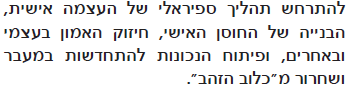 להתרחש תהליך ספיראלי של העצמה אישית,
הבנייה של החוסן האישי, חיזוק האמון בעצמי
ובאחרים, ופיתוח הנכונות להתחדשות במעבר
ושחרור מ״כלוב הזהב״.